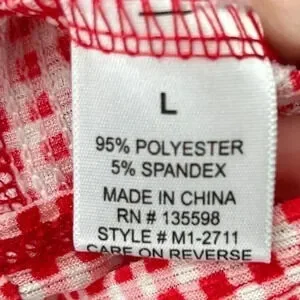 L
95% POLYESTER
5% SPANDEX
MADE IN CHINA
RN # 135598
STYLE # M1-2711
CARE ON REVERSE